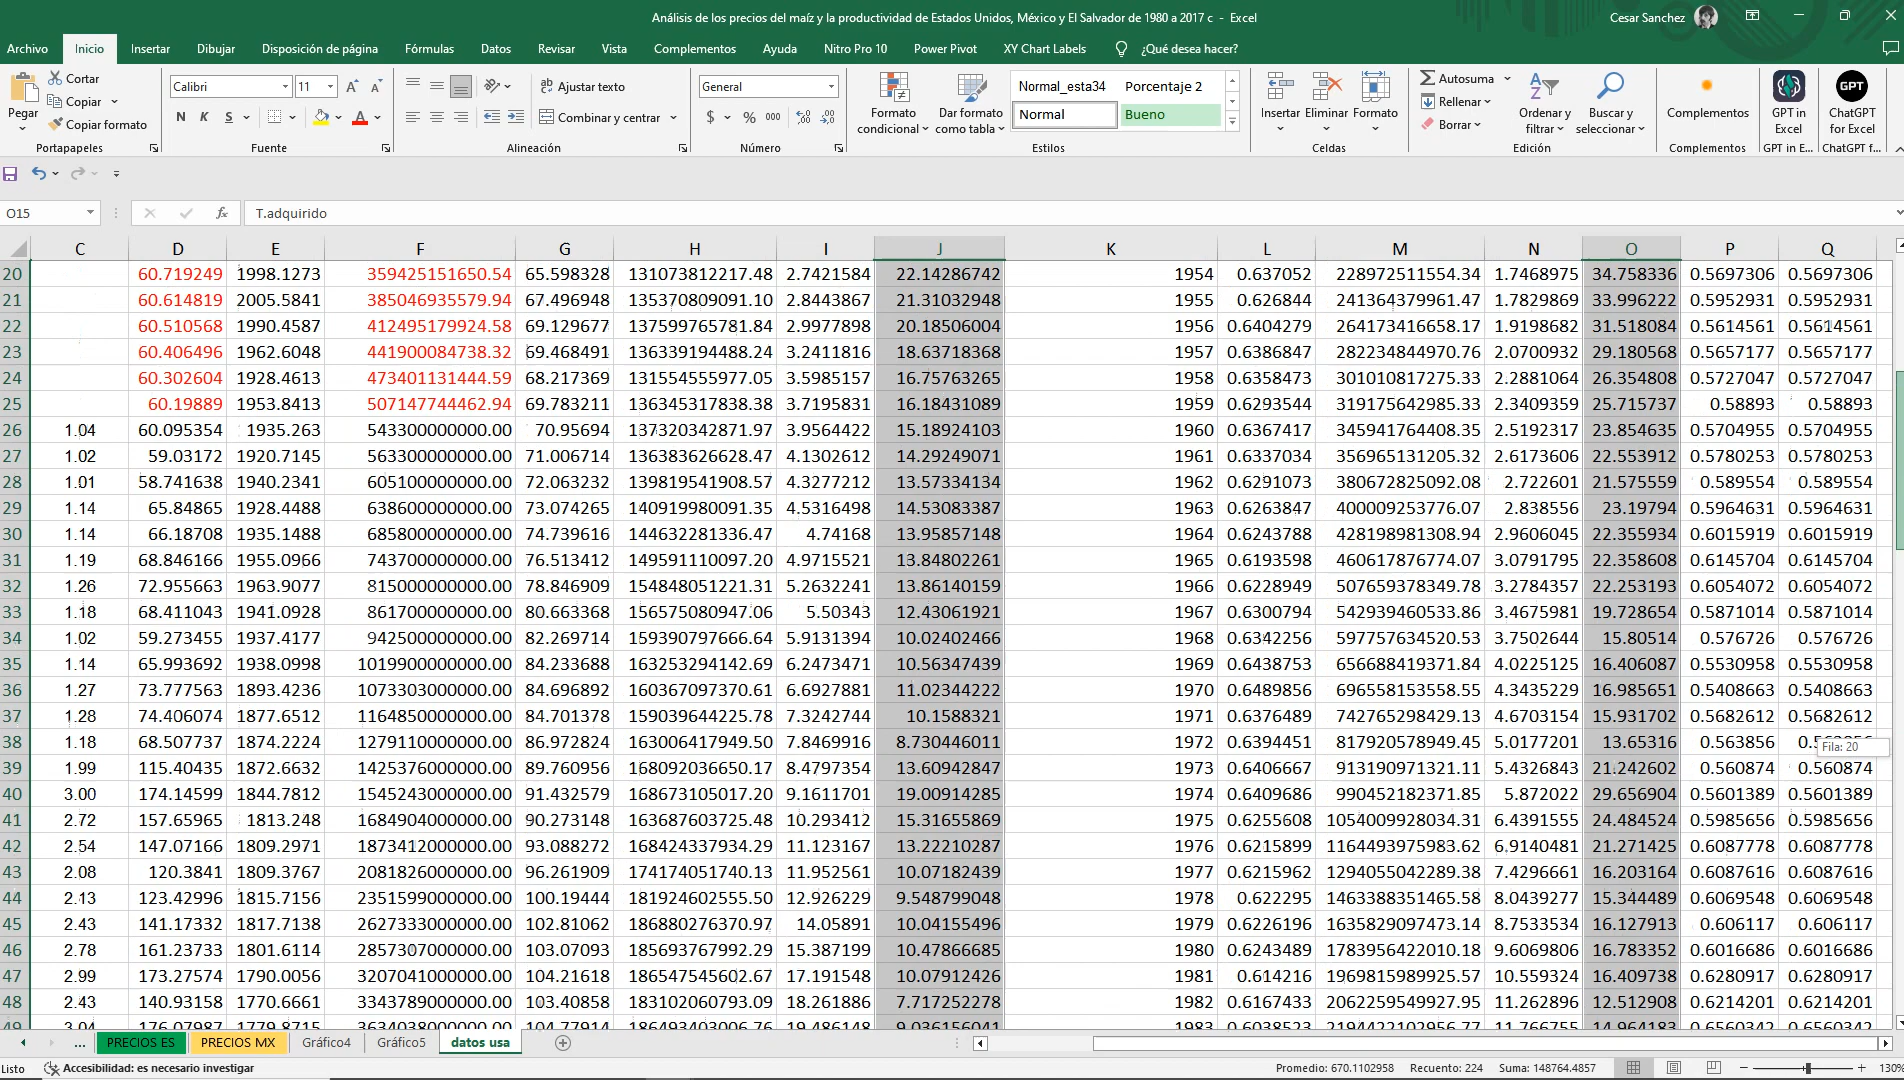 Análisis de los precios del maíz y la productividad de Estados Unidos, México y El Salvador de 1980 a 2017 c - Excel
Cesar Sanchez
Archivo Inicio Insertar Dibujar Disposición de página Fórmulas Datos Revisar Vista Complementos Ayuda Nitro Pro 10 Power Pivot XY Chart Labels ¿Qué desea hacer?
Pegar
Cortar
Copiar
Copiar formato
Portapapeles
Calibri 11 A A
N K S A
Fuente
ab Ajustar texto
Combinar y centrar
Alineación
General
$ % 000
Número
Formato condicional
Dar formato como tabla
Normal_esta34 Porcentaje 2
Normal Bueno
Estilos
Insertar Eliminar Formato
Celdas
Autosuma
Rellenar
Borrar
Ordenar y filtrar
Buscar y seleccionar
Edición
Complementos
Complementos
GPT in Excel
GPT in E...
GPT
ChatGPT for Excel
ChatGPT f...
O15 fx T.adquirido
C D E F G H I J K L M N O P Q
20 60.719249 1998.1273 359425151650.54 65.598328 131073812217.48 2.7421584 22.14286742 1954 0.637052 228972511554.34 1.7468975 34.758336 0.5697306 0.5697306
21 60.614819 2005.5841 385046935579.94 67.496948 135370809091.10 2.8443867 21.31032948 1955 0.626844 241364379961.47 1.7829869 33.996222 0.5952931 0.5952931
22 60.510568 1990.4587 412495179924.58 69.129677 137599765781.84 2.9977898 20.18506004 1956 0.6404279 264173416658.17 1.9198682 31.518084 0.5614561 0.5614561
23 60.406496 1962.6048 441900084738.32 69.468491 136339194488.24 3.2411816 18.63718368 1957 0.6386847 282234844970.76 2.0700932 29.180568 0.5657177 0.5657177
24 60.302604 1928.4613 473401131444.59 68.217369 131554555977.05 3.5985157 16.75763265 1958 0.6358473 301010817275.33 2.2881064 26.354808 0.5727047 0.5727047
25 60.19889 1953.8413 507147744462.94 69.783211 136345317838.38 3.7195831 16.18431089 1959 0.6293544 319175642985.33 2.3409359 25.715737 0.58893 0.58893
26 1.04 60.095354 1935.263 543300000000.00 70.95694 137320342871.97 3.9564422 15.18924103 1960 0.6367417 345941764408.35 2.5192317 23.854635 0.5704955 0.5704955
27 1.02 59.03172 1920.7145 563300000000.00 71.006714 136383626628.47 4.1302612 14.29249071 1961 0.6337034 356965131205.32 2.6173606 22.553912 0.5780253 0.5780253
28 1.01 58.741638 1940.2341 605100000000.00 72.063232 139819541908.57 4.3277212 13.57334134 1962 0.6291073 380672825092.08 2.722601 21.575559 0.589554 0.589554
29 1.14 65.84865 1928.4488 638600000000.00 73.074265 140919980091.35 4.5316498 14.53083387 1963 0.6263847 400009253776.07 2.838556 23.19794 0.5964631 0.5964631
30 1.14 66.18708 1935.1488 685800000000.00 74.739616 144632281336.47 4.74168 13.95857148 1964 0.6243788 428198981308.94 2.9606045 22.355934 0.6015919 0.6015919
31 1.19 68.846166 1955.0966 743700000000.00 76.513412 149591110097.20 4.9715521 13.84802261 1965 0.6193598 460617876774.07 3.0791795 22.358608 0.6145704 0.6145704
32 1.26 72.955663 1963.9077 815000000000.00 78.846909 154848051221.31 5.2632241 13.86140159 1966 0.6228949 507659378349.78 3.2784357 22.253193 0.6054072 0.6054072
33 1.18 68.411043 1941.0928 861700000000.00 80.663368 156575080947.06 5.50343 12.43061921 1967 0.6300794 542939460533.86 3.4675981 19.728654 0.5871014 0.5871014
34 1.02 59.273455 1937.4177 942500000000.00 82.269714 159390797666.64 5.9131394 10.02402466 1968 0.6342256 597757634520.53 3.7502644 15.80514 0.576726 0.576726
35 1.14 65.993692 1938.0998 1019900000000.00 84.233688 163253294142.69 6.2473471 10.56347439 1969 0.6438753 656688419371.84 4.0225125 16.406087 0.5530958 0.5530958
36 1.27 73.777563 1893.4236 1073303000000.00 84.696892 160367097370.61 6.6927881 11.02344222 1970 0.6489856 696558153558.55 4.3435229 16.985651 0.5408663 0.5408663
37 1.28 74.406074 1877.6512 1164850000000.00 84.701378 159039644225.78 7.3242744 10.1588321 1971 0.6376489 742765298429.13 4.6703154 15.931702 0.5682612 0.5682612
38 1.18 68.507737 1874.2224 1279110000000.00 86.972824 163006417949.50 7.8469916 8.730446011 1972 0.6394451 817920578949.45 5.0177201 13.65316 0.563856
Fila: 20
39 1.99 115.40435 1872.6632 1425376000000.00 89.760956 168092036650.17 8.4797354 13.60942847 1973 0.6406667 913190971321.11 5.4326843 21.242602 0.560874 0.560874
40 3.00 174.14599 1844.7812 1545243000000.00 91.432579 168673105017.20 9.1611701 19.00914285 1974 0.6409686 990452182371.85 5.872022 29.656904 0.5601389 0.5601389
41 2.72 157.65965 1813.248 1684904000000.00 90.273148 163687603725.48 10.293412 15.31655869 1975 0.6255608 1054009928034.31 6.4391555 24.484524 0.5985656 0.5985656
42 2.54 147.07166 1809.2971 1873412000000.00 93.088272 168424337934.29 11.123167 13.22210287 1976 0.6215899 1164493975983.62 6.9140481 21.271425 0.6087778 0.6087778
43 2.08 120.3841 1809.3767 2081826000000.00 96.261909 174174051740.13 11.952561 10.07182439 1977 0.6215962 1294055042289.38 7.4296661 16.203164 0.6087616 0.6087616
44 2.13 123.42996 1815.7156 2351599000000.00 100.19444 181924602555.50 12.926229 9.548799048 1978 0.622295 1463388351465.58 8.0439277 15.344489 0.6069548 0.6069548
45 2.43 141.17332 1817.7138 2627333000000.00 102.81062 186880276370.97 14.05891 10.04155496 1979 0.6226196 1635829097473.14 8.7533534 16.127913 0.606117 0.606117
46 2.78 161.23733 1801.6114 2857307000000.00 103.07093 185693767992.29 15.387199 10.47866685 1980 0.6243489 1783956422010.18 9.6069806 16.783352 0.6016686 0.6016686
47 2.99 173.27574 1790.0056 3207041000000.00 104.21618 186547545602.67 17.191548 10.07912426 1981 0.614216 1969815989925.57 10.559324 16.409738 0.6280917 0.6280917
48 2.43 140.93158 1770.6661 3343789000000.00 103.40858 183102060793.09 18.261886 7.717252278 1982 0.6167433 2062259549927.95 11.262896 12.512908 0.6214201 0.6214201
... PRECIOS ES PRECIOS MX Gráfico4 Gráfico5 datos usa
Listo Accesibilidad: es necesario investigar Promedio: 670.1102958 Recuento: 224 Suma: 148764.4857 130%